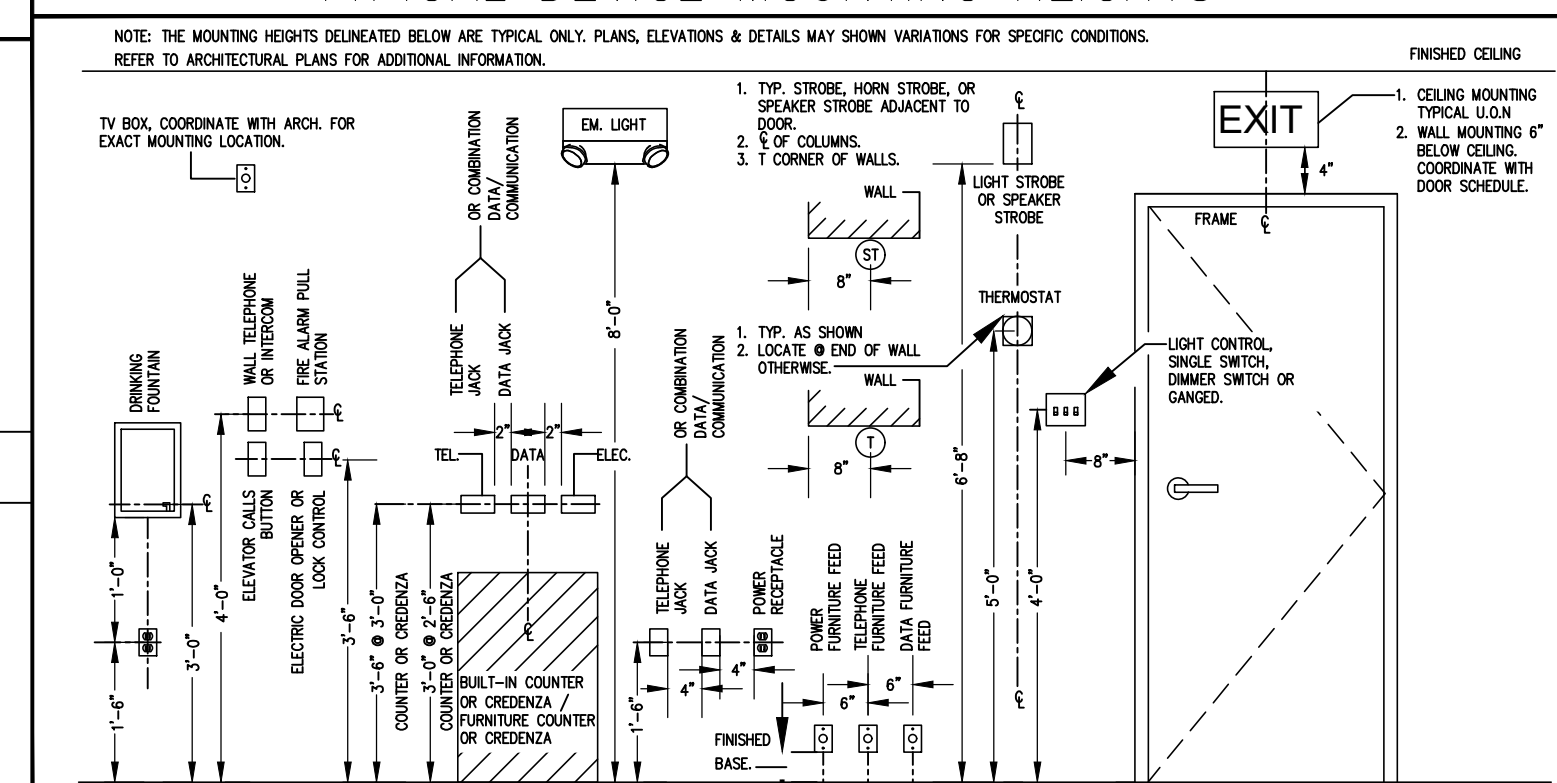 NOTE: THE MOUNTING HEIGHTS DELINEATED BELOW ARE TYPICAL ONLY. PLANS, ELEVATIONS & DETAILS MAY SHOWN VARIATIONS FOR SPECIFIC CONDITIONS.
REFER TO ARCHITECTURAL PLANS FOR ADDITIONAL INFORMATION.
FINISHED CEILING
TV BOX, COORDINATE WITH ARCH. FOR
EXACT MOUNTING LOCATION.
OR COMBINATION
DATA/
COMMUNICATION
EM. LIGHT
1. TYP. STROBE, HORN STROBE, OR
SPEAKER STROBE ADJACENT TO
DOOR.
2. ℄ OF COLUMNS.
3. T CORNER OF WALLS.
℄
LIGHT STROBE
OR SPEAKER
STROBE
EXIT
1. CEILING MOUNTING
TYPICAL U.O.N
2. WALL MOUNTING 6"
BELOW CEILING.
COORDINATE WITH
DOOR SCHEDULE.
4"
FRAME
℄
WALL
ST
8"
THERMOSTAT
1. TYP. AS SHOWN
2. LOCATE @ END OF WALL
OTHERWISE.
WALL
T
8"
LIGHT CONTROL,
SINGLE SWITCH,
DIMMER SWITCH OR
GANGED.
8"
DRINKING
FOUNTAIN
WALL TELEPHONE
OR INTERCOM
FIRE ALARM PULL
STATION
℄
℄
℄
TELEPHONE
JACK
DATA JACK
8'-0"
2"
2"
TEL.
DATA
ELEC.
OR COMBINATION
DATA/
COMMUNICATION
ELEVATOR CALLS
BUTTON
ELECTRIC DOOR OPENER OR
LOCK CONTROL
1'-0"
1'-6"
3'-0"
4'-0"
3'-6"
3'-6" @ 3'-0"
COUNTER OR CREDENZA
3'-0" @ 2'-6"
COUNTER OR CREDENZA
℄
BUILT-IN COUNTER
OR CREDENZA /
FURNITURE COUNTER
OR CREDENZA
TELEPHONE
JACK
DATA JACK
POWER
RECEPTACLE
4"
4"
1'-6"
FINISHED
BASE.
POWER
FURNITURE FEED
TELEPHONE
FURNITURE FEED
DATA FURNITURE
FEED
6"
6"
6'-8"
5'-0"
℄
4'-0"